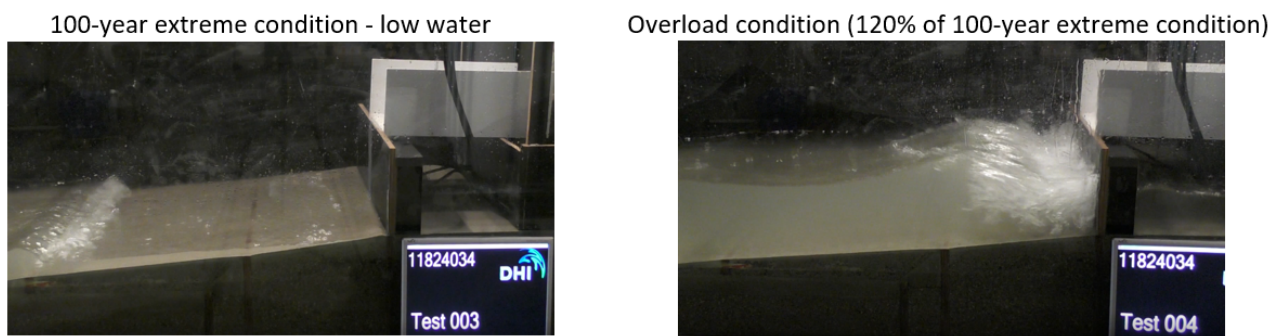 100-year extreme condition - low water
Overload condition (120% of 100-year extreme condition)
11824034
DHI
Test 003
11824034
Test 004